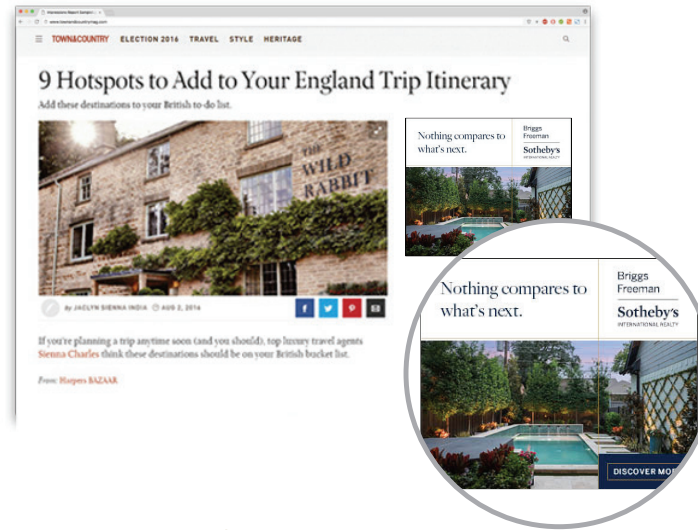 www.townandcountrymag.com
TOWN&COUNTRY ELECTION 2016 TRAVEL STYLE HERITAGE
9 Hotspots to Add to Your England Trip Itinerary
Add these destinations to your British to-do list.
THE
WILD
RABBIT
By JACLYN SIENNA INDIA AUG 2, 2016
If you're planning a trip anytime soon (and you should), top luxury travel agents
Sienna Charles think these destinations should be on your British bucket list.
From: Harpers BAZAAR
Nothing compares to
what's next.
Briggs
Freeman
Sotheby's
INTERNATIONAL REALTY
Nothing compares to
what's next.
Briggs
Freeman
Sotheby's
INTERNATIONAL REALTY
DISCOVER MO